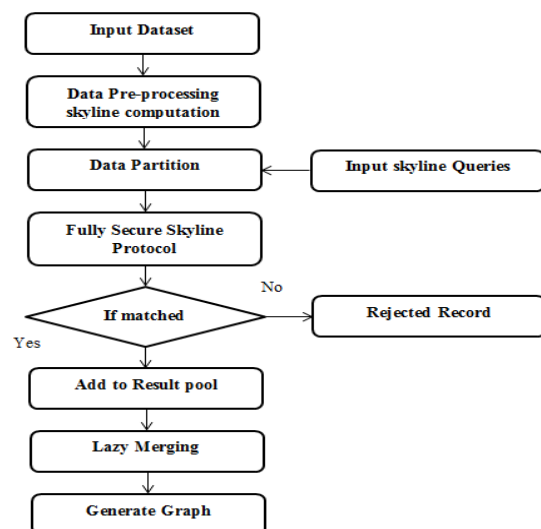 Input Dataset
Data Pre-processing
skyline computation
Data Partition
Input skyline Queries
Fully Secure Skyline
Protocol
No
If matched
Rejected Record
Yes
Add to Result pool
Lazy Merging
Generate Graph